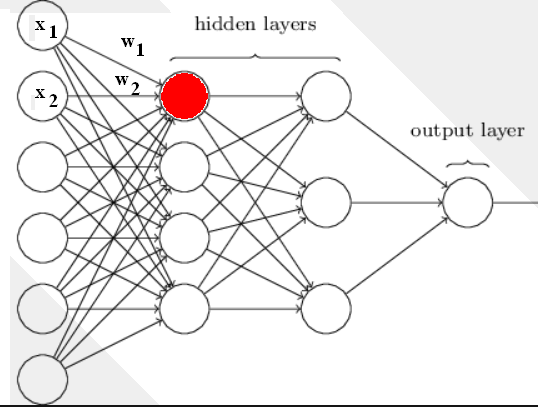 x1
w1
hidden layers
x2
w2
output layer